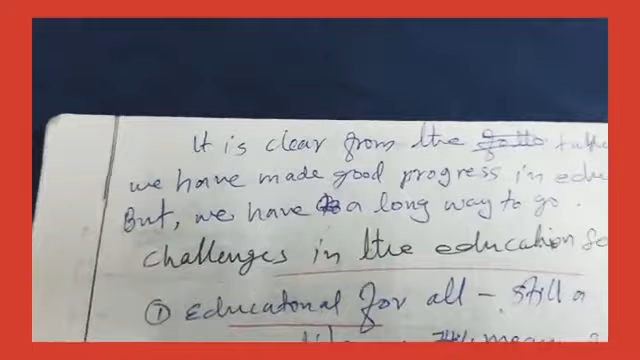 It is clear from the
we have made good progress in
But, we have a long way to go.
challenges in the education
① Educatonal for all – still a